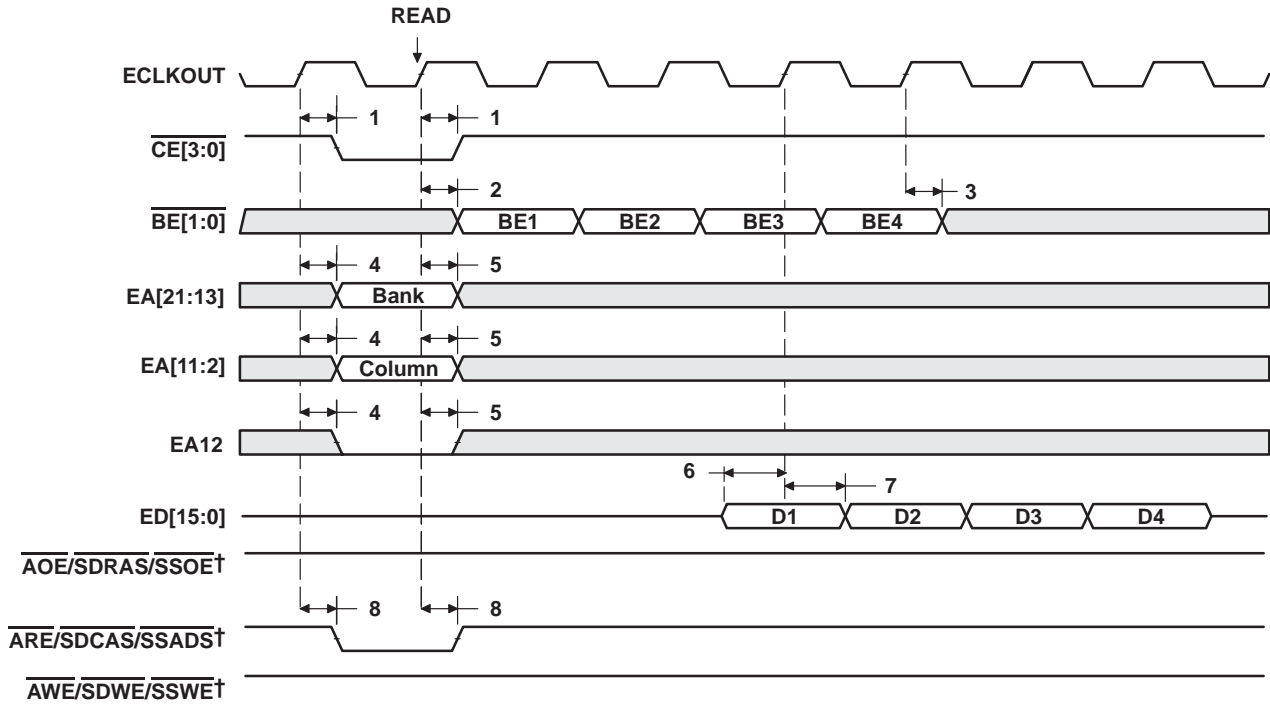 READ
ECLKOUT
1 1
CE[3:0]
2 3
BE[1:0] BE1 BE2 BE3 BE4
4 5
EA[21:13] Bank
4 5
EA[11:2] Column
4 5
EA12
6 7
ED[15:0] D1 D2 D3 D4
AOE/SDRAS/SSOE†
8 8
ARE/SDCAS/SSADS†
AWE/SDWE/SSWE†